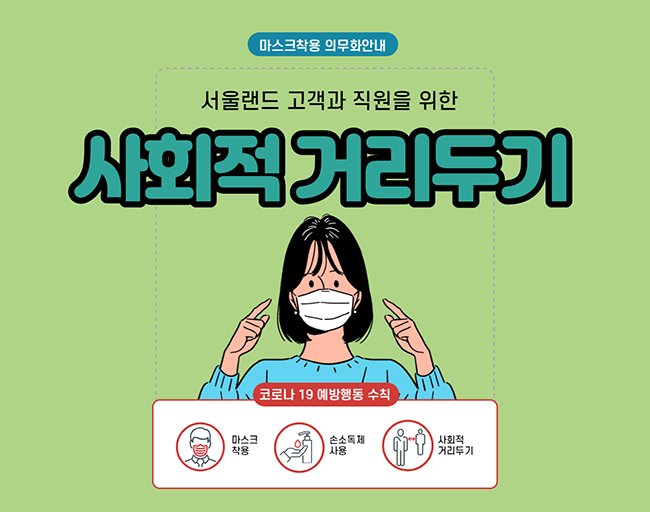 마스크착용 의무화안내
서울랜드 고객과 직원을 위한
사회적 거리두기
코로나 19 예방행동 수칙
마스크
착용
손소독제
사용
사회적
거리두기